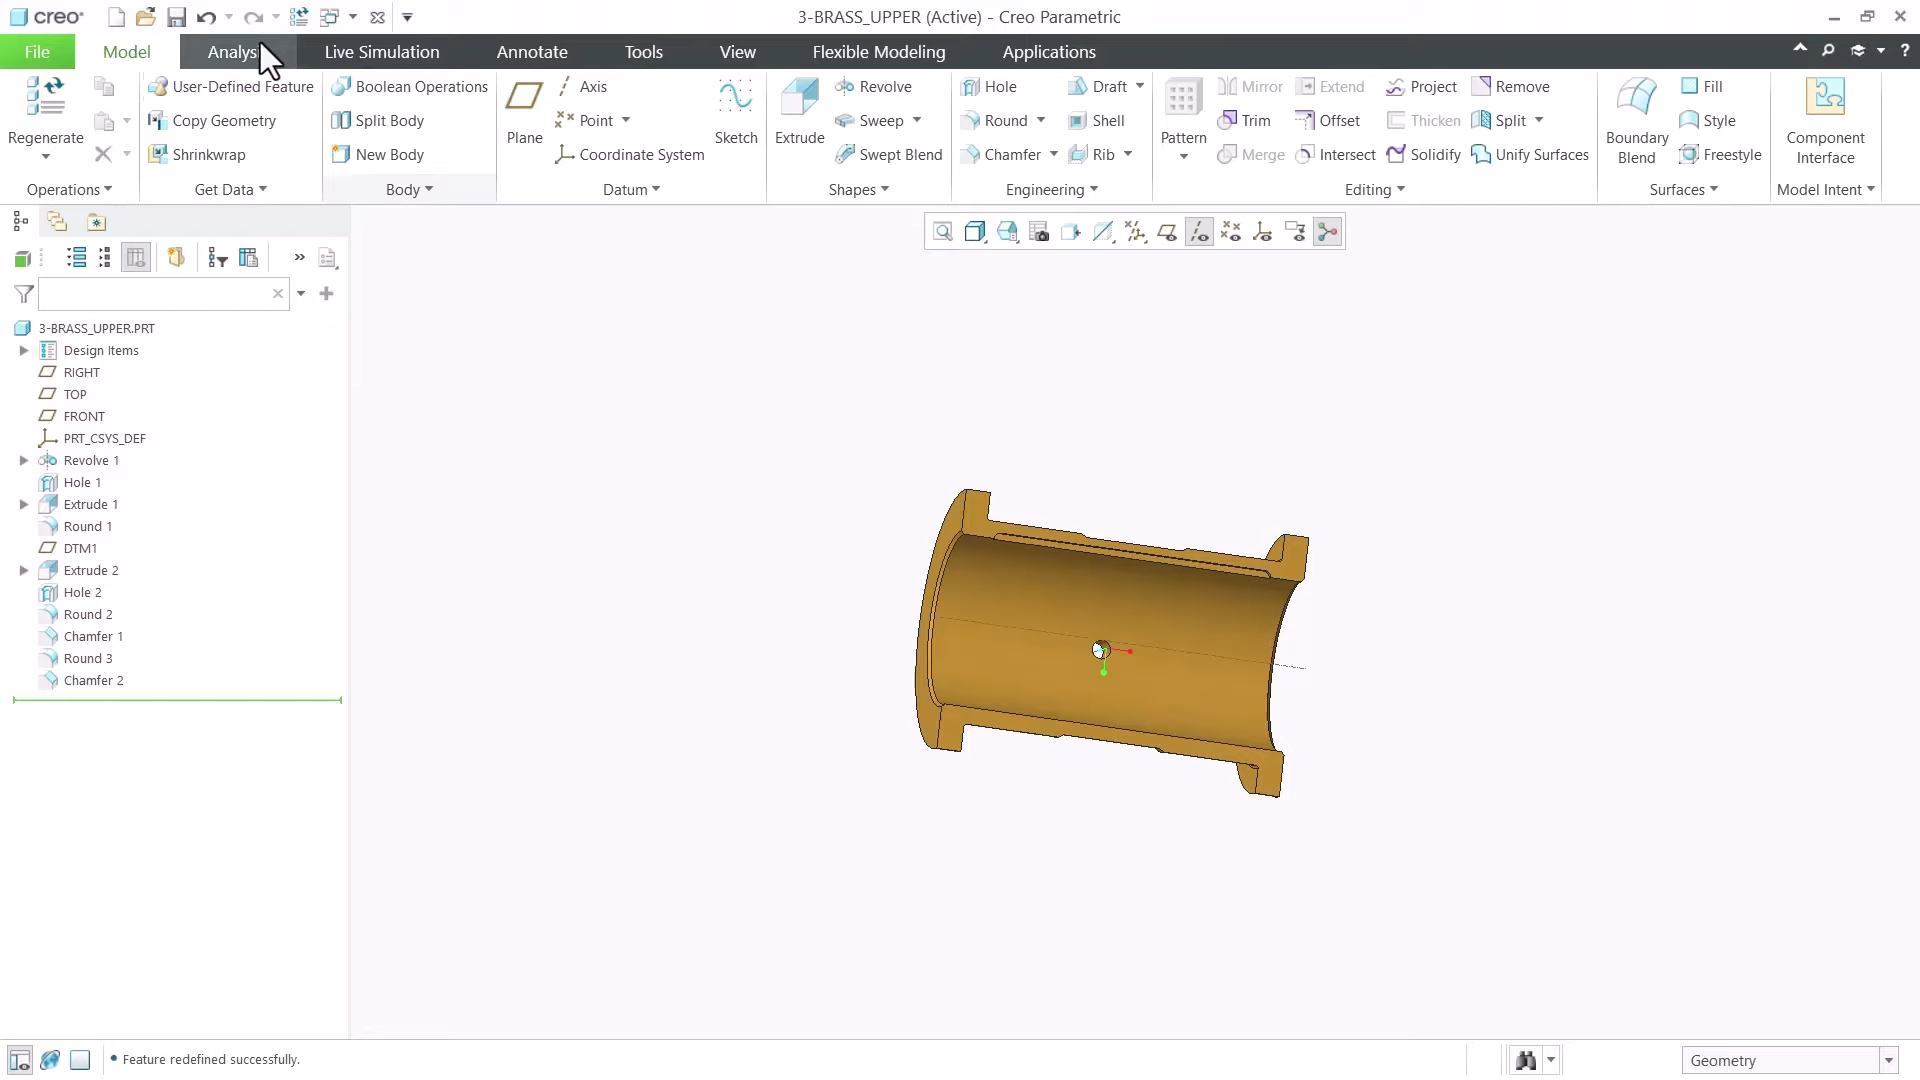 creo
3-BRASS_UPPER (Active) - Creo Parametric
File Model Analys Live Simulation Annotate Tools View Flexible Modeling Applications
Regenerate
Operations
User-Defined Feature
Copy Geometry
Shrinkwrap
Get Data
Boolean Operations
Split Body
New Body
Body
Plane
Axis
Point
Coordinate System
Sketch
Datum
Extrude
Revolve
Sweep
Swept Blend
Shapes
Hole
Round
Chamfer
Draft
Shell
Rib
Engineering
Pattern
Mirror
Trim
Merge
Extend
Offset
Intersect
Project
Thicken
Solidify
Remove
Split
Unify Surfaces
Editing
Boundary
Blend
Fill
Style
Freestyle
Surfaces
Component
Interface
Model Intent
3-BRASS_UPPER.PRT
Design Items
RIGHT
TOP
FRONT
PRT_CSYS_DEF
Revolve 1
Hole 1
Extrude 1
Round 1
DTM1
Extrude 2
Hole 2
Round 2
Chamfer 1
Round 3
Chamfer 2
• Feature redefined successfully.
Geometry